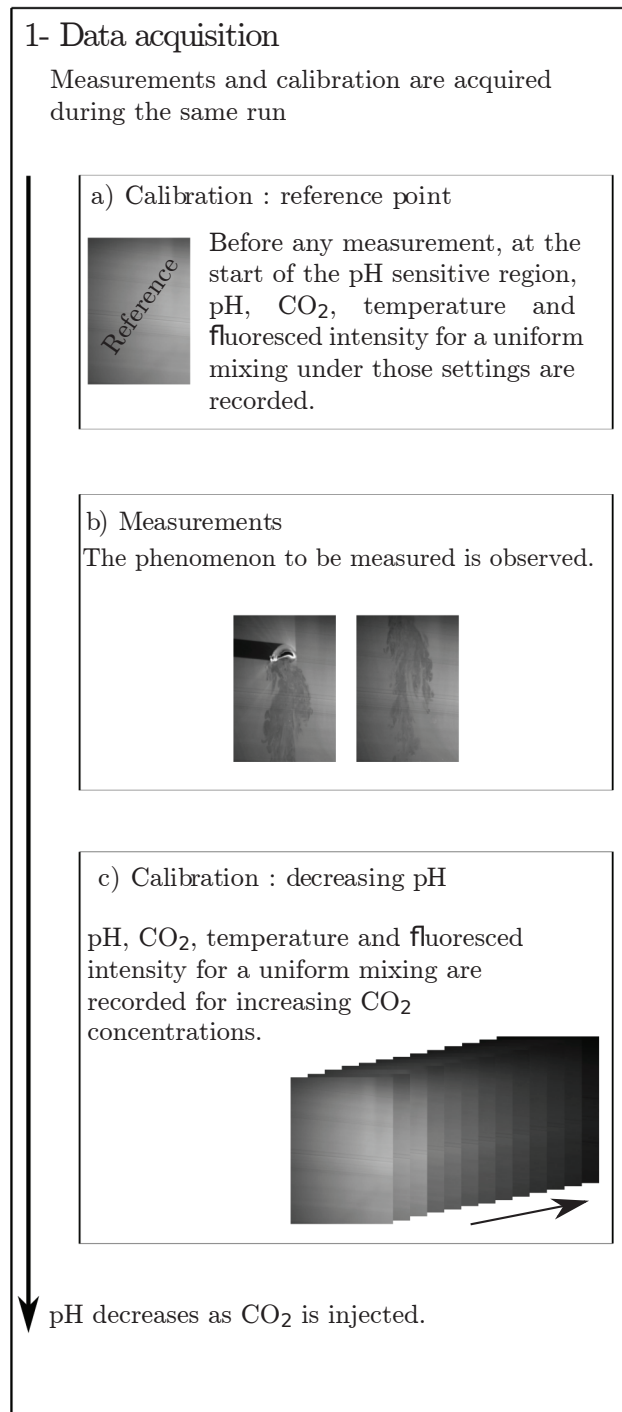 1- Data acquisition
Measurements and calibration are acquired
during the same run
a) Calibration : reference point
Reference
Before any measurement, at the
start of the pH sensitive region,
pH, CO₂, temperature and
fluoresced intensity for a uniform
mixing under those settings are
recorded.
b) Measurements
The phenomenon to be measured is observed.
c) Calibration : decreasing pH
pH, CO₂, temperature and fluoresced
intensity for a uniform mixing are
recorded for increasing CO₂
concentrations.
pH decreases as CO₂ is injected.